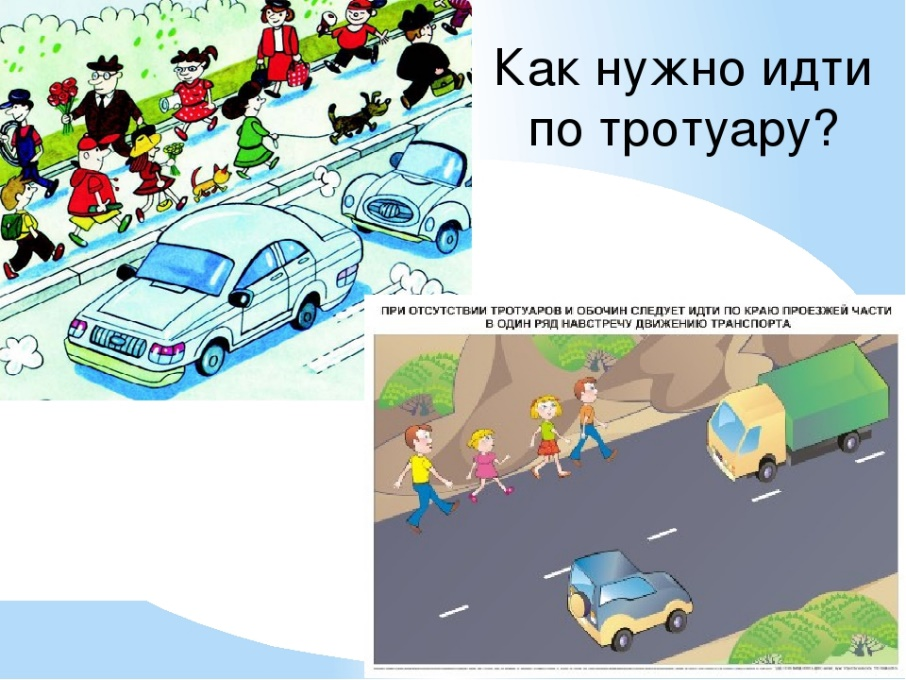 Как нужно идти
по тротуару?
ПРИ ОТСУТСТВИИ ТРОТУАРОВ И ОБОЧИН СЛЕДУЕТ ИДТИ ПО КРАЮ ПРОЕЗЖЕЙ ЧАСТИ
В ОДИН РЯД НАВСТРЕЧУ ДВИЖЕНИЮ ТРАНСПОРТА